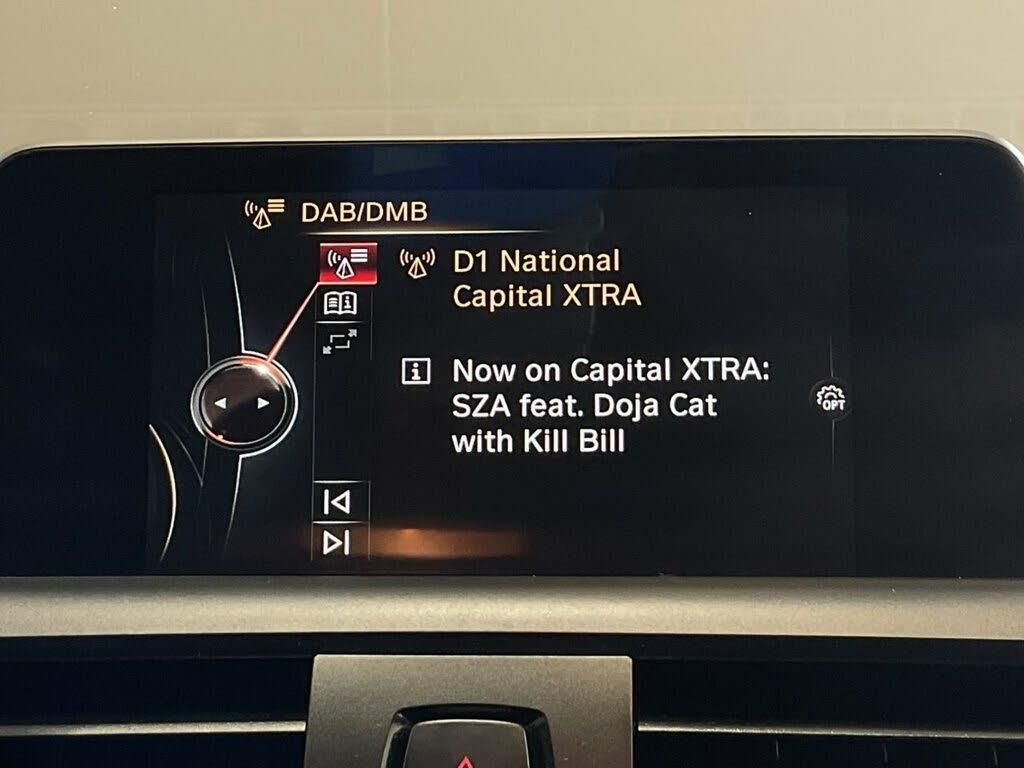 DAB/DMB
D1 National
Capital XTRA
Now on Capital XTRA:
SZA feat. Doja Cat
with Kill Bill
OPT